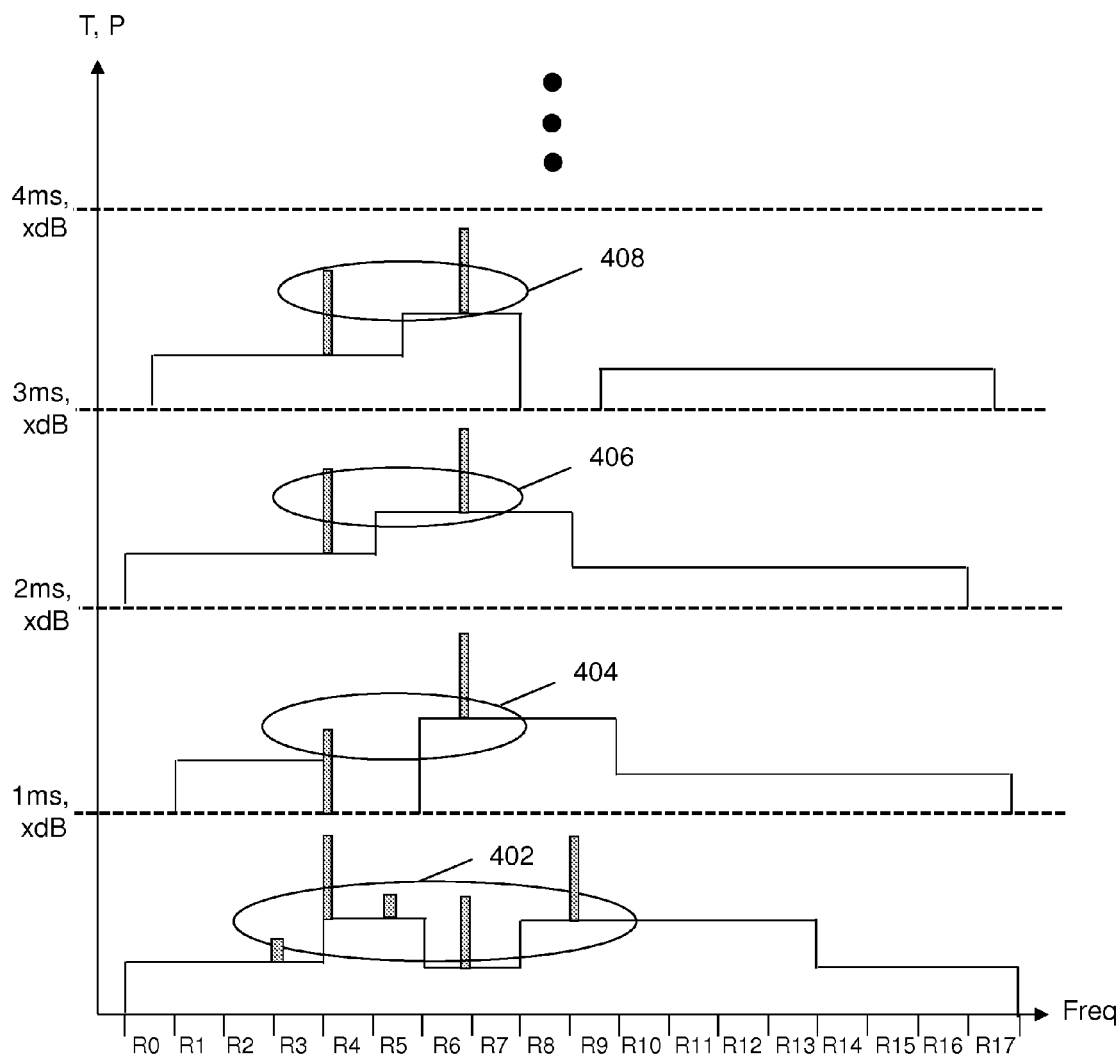 T, P
4ms,
xdB
408
3ms,
xdB
406
2ms,
xdB
404
1ms,
xdB
402
Freq
R0 R1 R2 R3 R4 R5 R6 R7 R8 R9 R10 R11 R12 R13 R14 R15 R16 R17